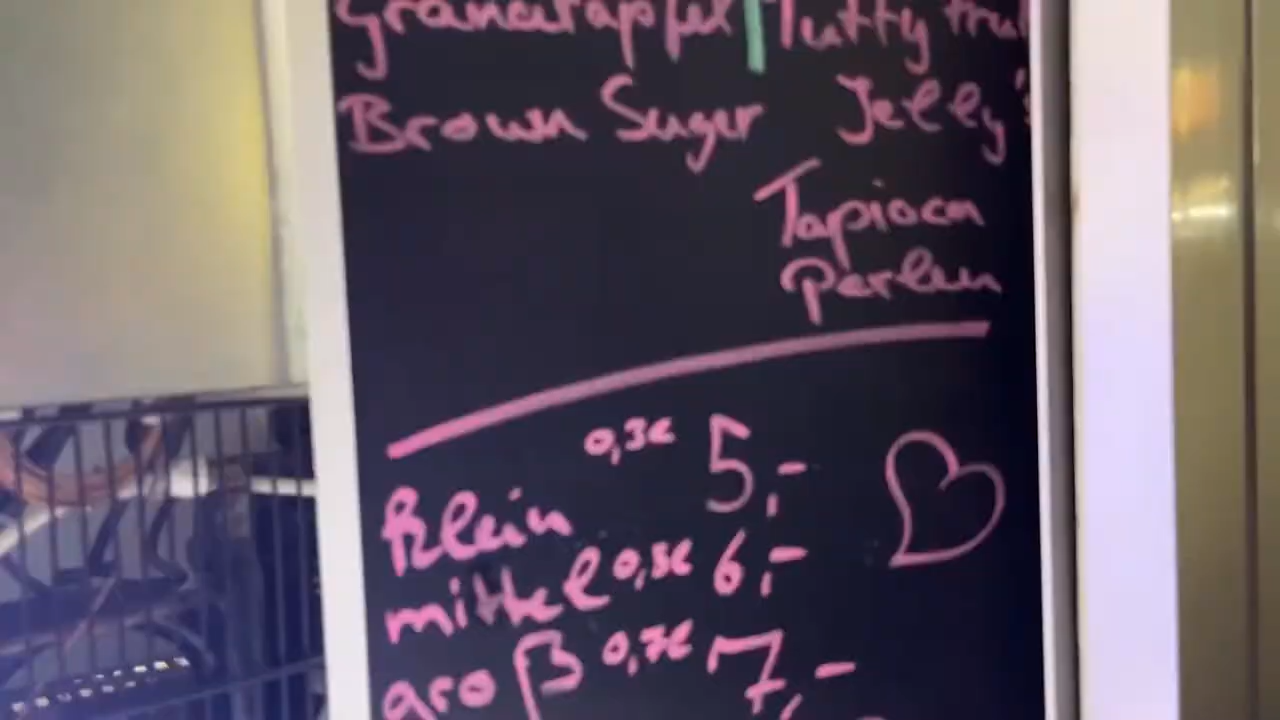 Granatapfel Tutty
Brown Suger Jelly's
Tapioca
Perlen
klein 0,3l 5,-
mittel 0,5l 6,-
groß 0,7l 7,-